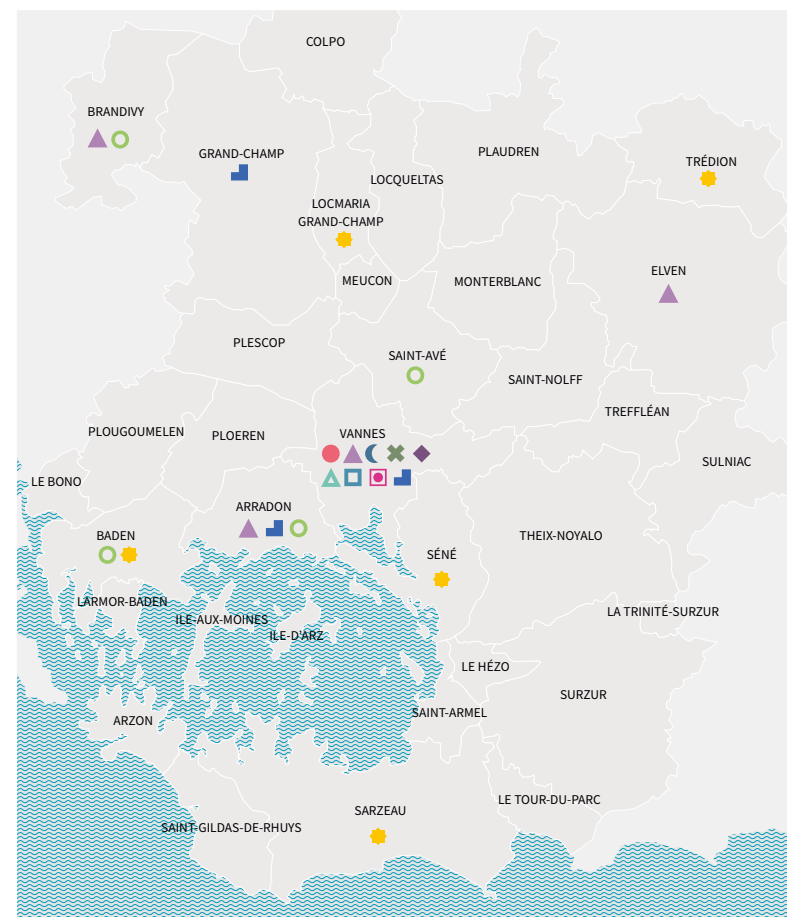 COLPO
BRANDIVY
GRAND-CHAMP
PLAUDREN
TRÉDION
LOCQUELTAS
LOCMARIA
GRAND-CHAMP
ELVEN
MEUCON
MONTERBLANC
PLESCOP
SAINT-AVÉ
SAINT-NOLFF
TREFFLÉAN
PLOUGOUMELEN
PLOEREN
VANNES
SULNIAC
LE BONO
ARRADON
BADEN
THEIX-NOYALO
SÉNÉ
LARMOR-BADEN
LA TRINITÉ-SURZUR
ILE-AUX-MOINES
ILE-D'ARZ
LE HÉZO
SURZUR
SAINT-ARMEL
ARZON
LE TOUR-DU-PARC
SARZEAU
SAINT-GILDAS-DE-RHUYS